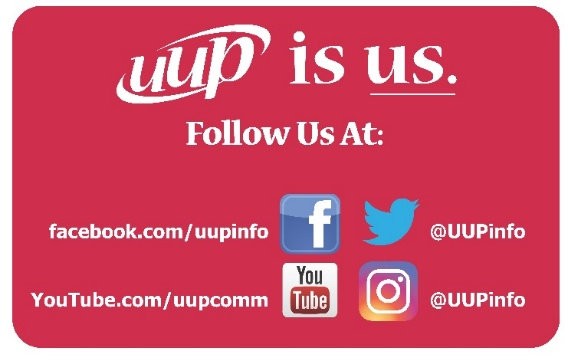 uup is us.
Follow Us At:
facebook.com/uupinfo f @UUPinfo
YouTube.com/uupcomm You Tube @UUPinfo